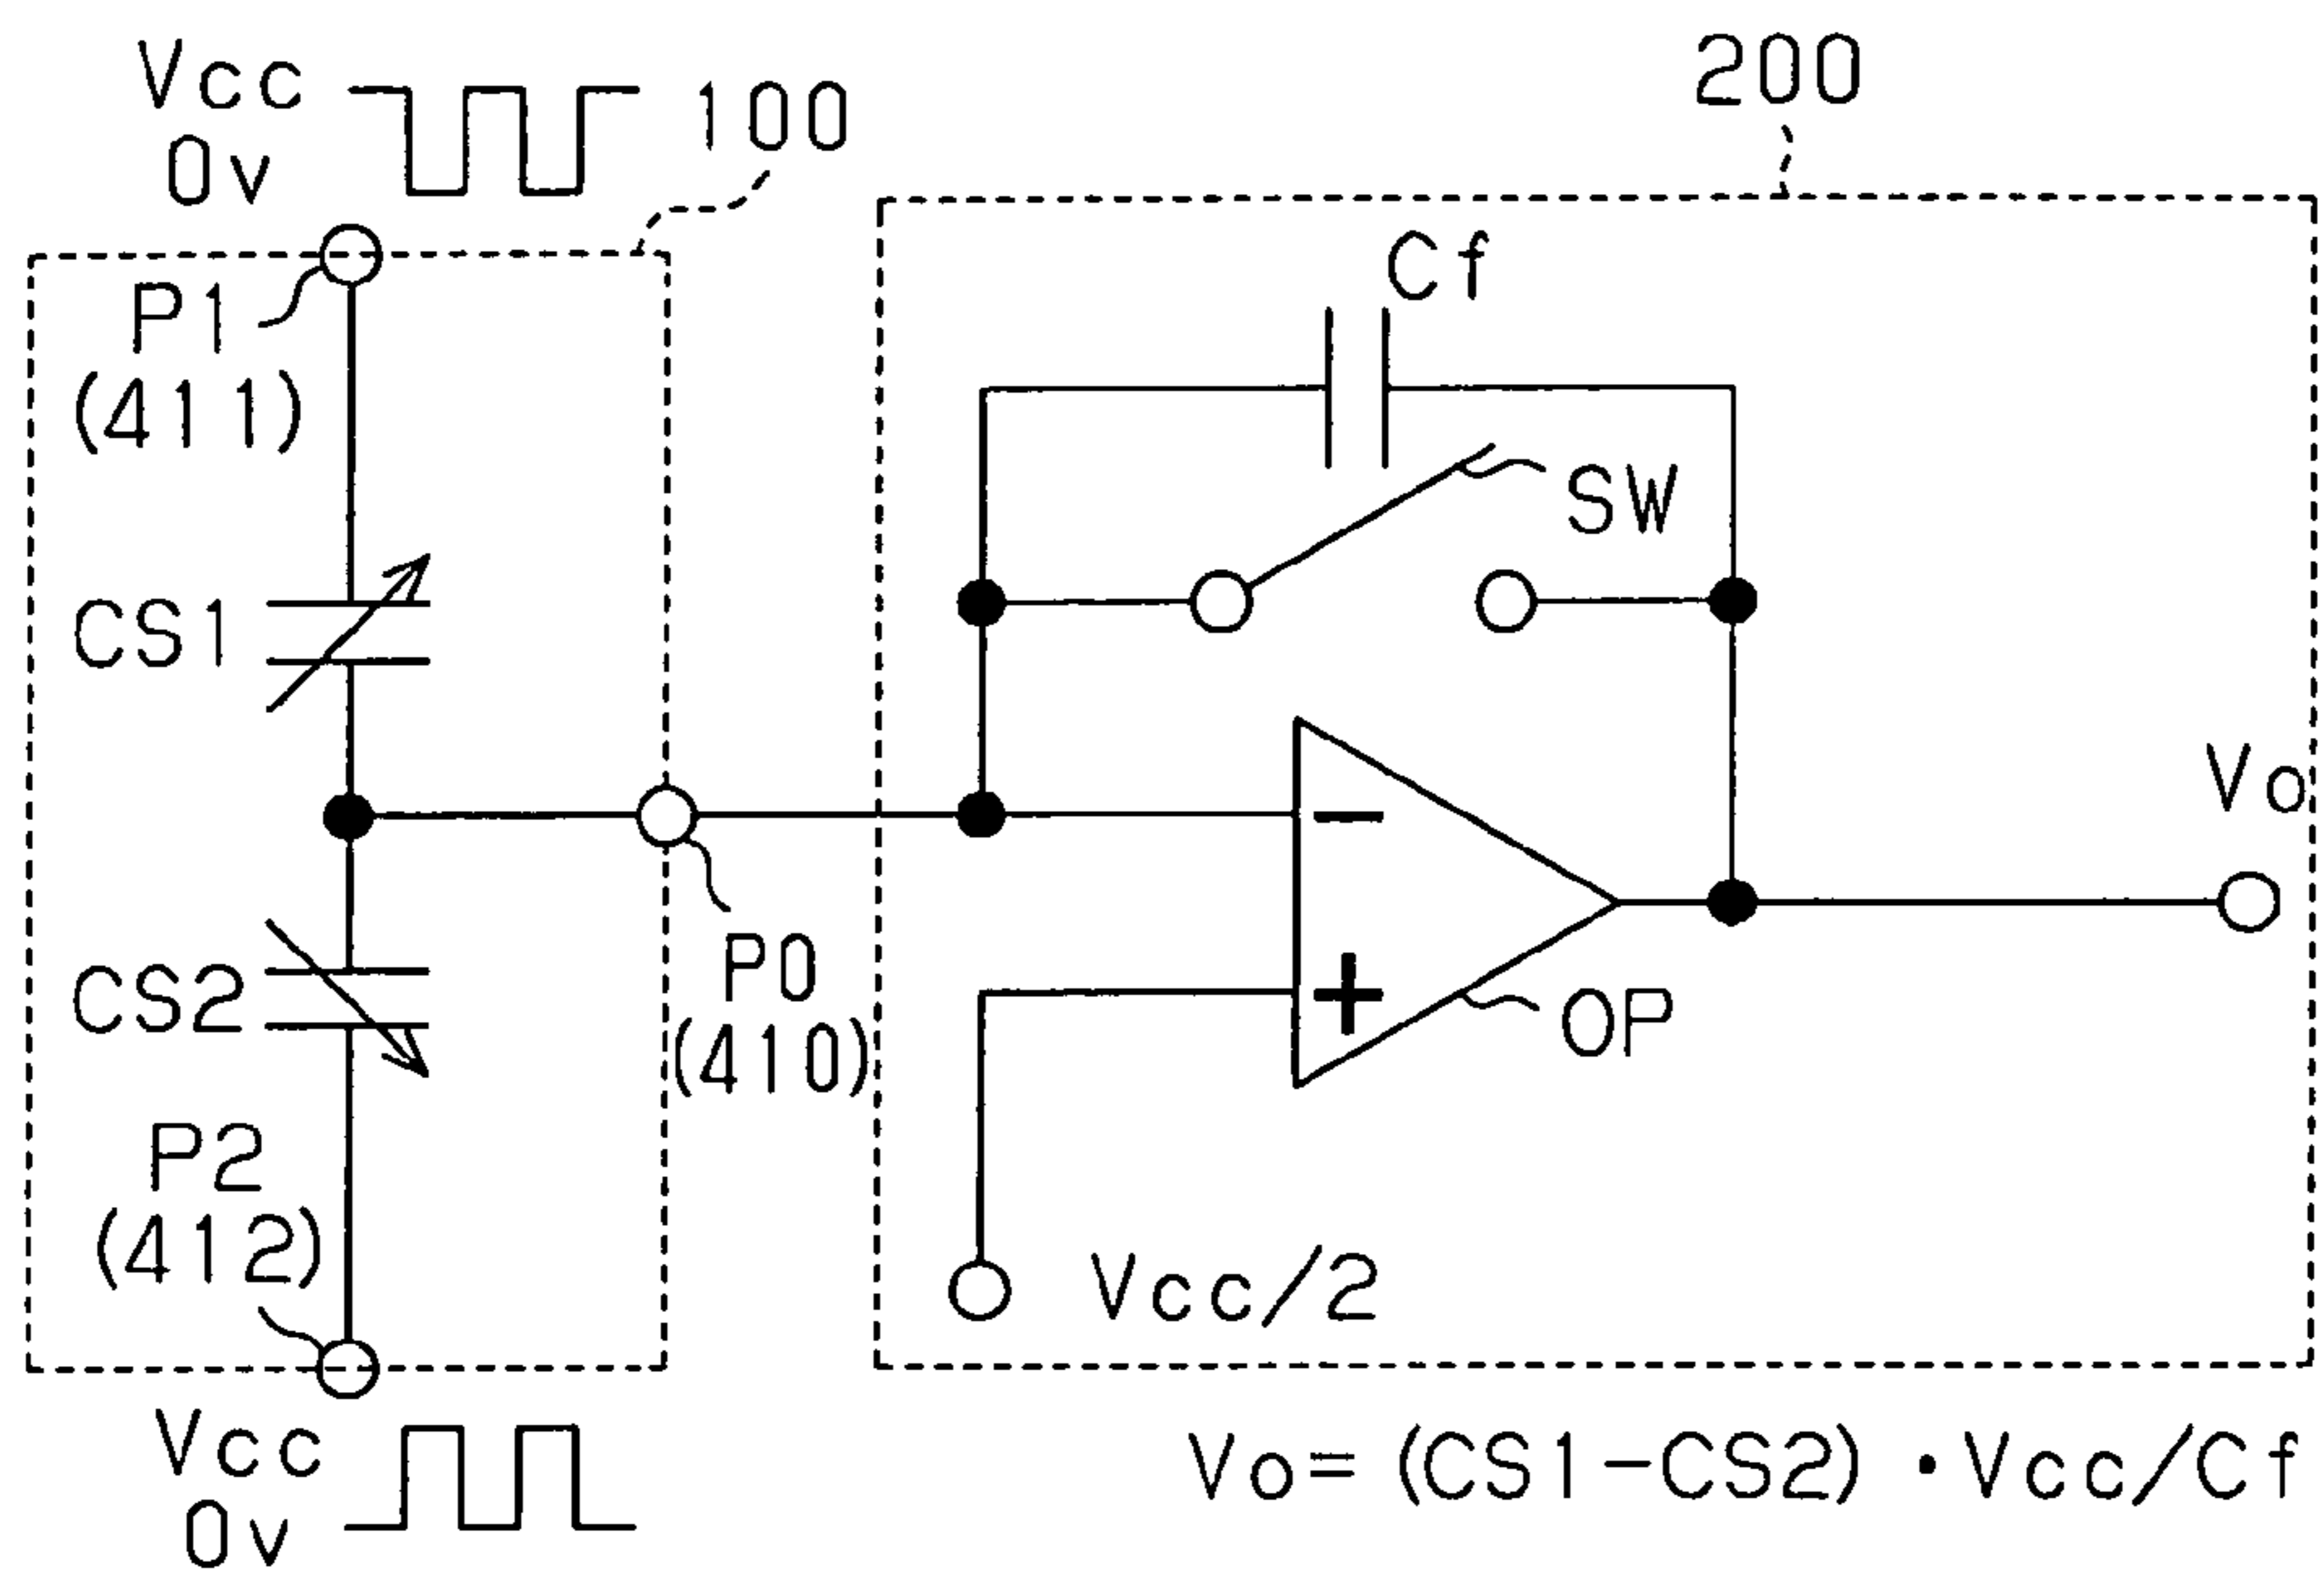 Vcc
0v
100
200
P1
(411)
Cf
SW
CS1
Vo
−
CS2
P0
(410)
+
OP
P2
(412)
Vcc/2
Vcc
0v
Vo=(CS1−CS2)・Vcc/Cf